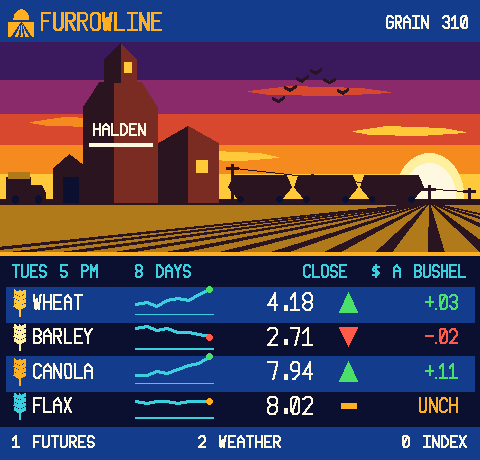 FURROWLINE GRAIN 310
HALDEN
TUES 5 PM 8 DAYS CLOSE $ A BUSHEL
WHEAT 4.18 +.03
BARLEY 2.71 -.02
CANOLA 7.94 +.11
FLAX 8.02 UNCH
1 FUTURES 2 WEATHER 0 INDEX